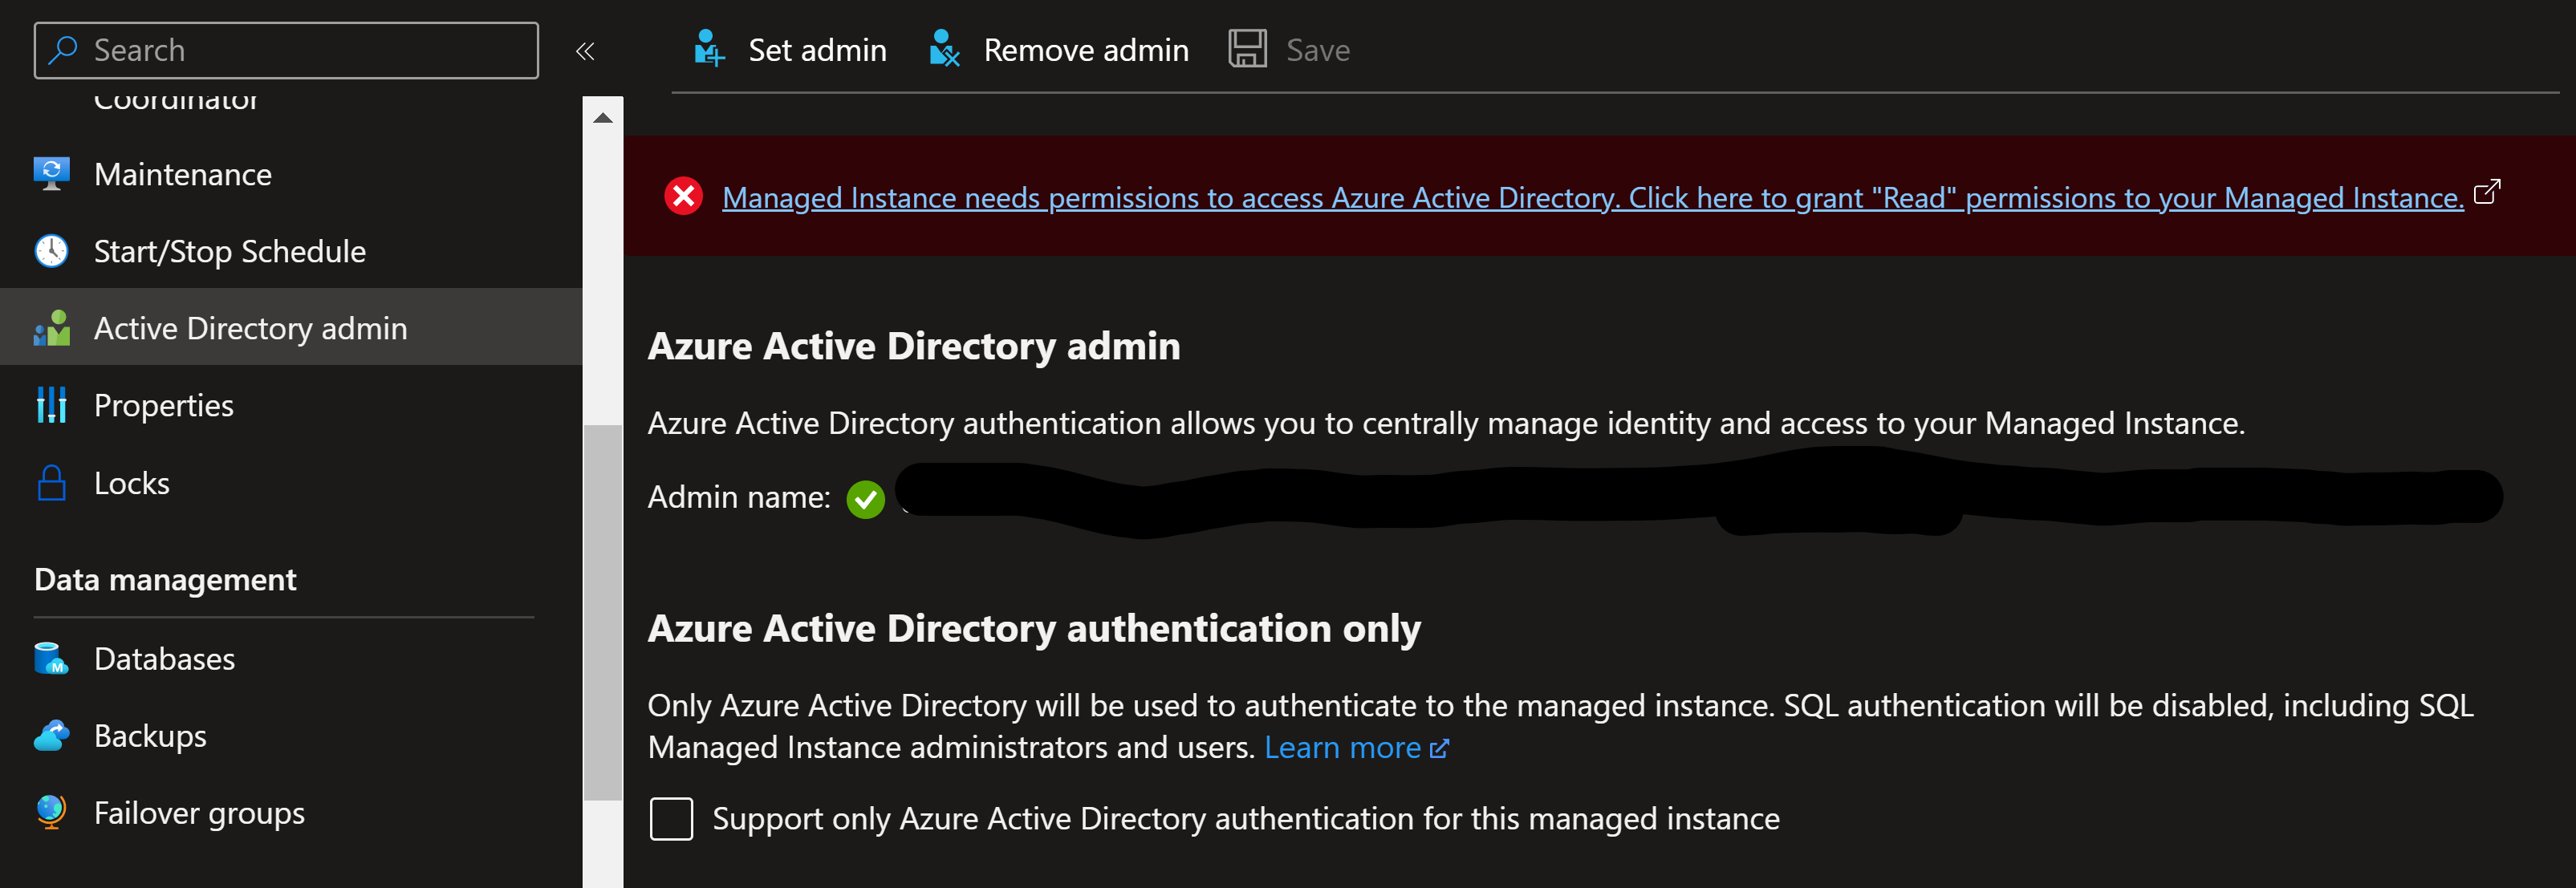 Search
Set admin
Remove admin
Save
Coordinator
Maintenance
Start/Stop Schedule
Active Directory admin
Properties
Locks
Data management
Databases
Backups
Failover groups
Managed Instance needs permissions to access Azure Active Directory. Click here to grant "Read" permissions to your Managed Instance.
Azure Active Directory admin
Azure Active Directory authentication allows you to centrally manage identity and access to your Managed Instance.
Admin name:
Azure Active Directory authentication only
Only Azure Active Directory will be used to authenticate to the managed instance. SQL authentication will be disabled, including SQL
Managed Instance administrators and users. Learn more
Support only Azure Active Directory authentication for this managed instance